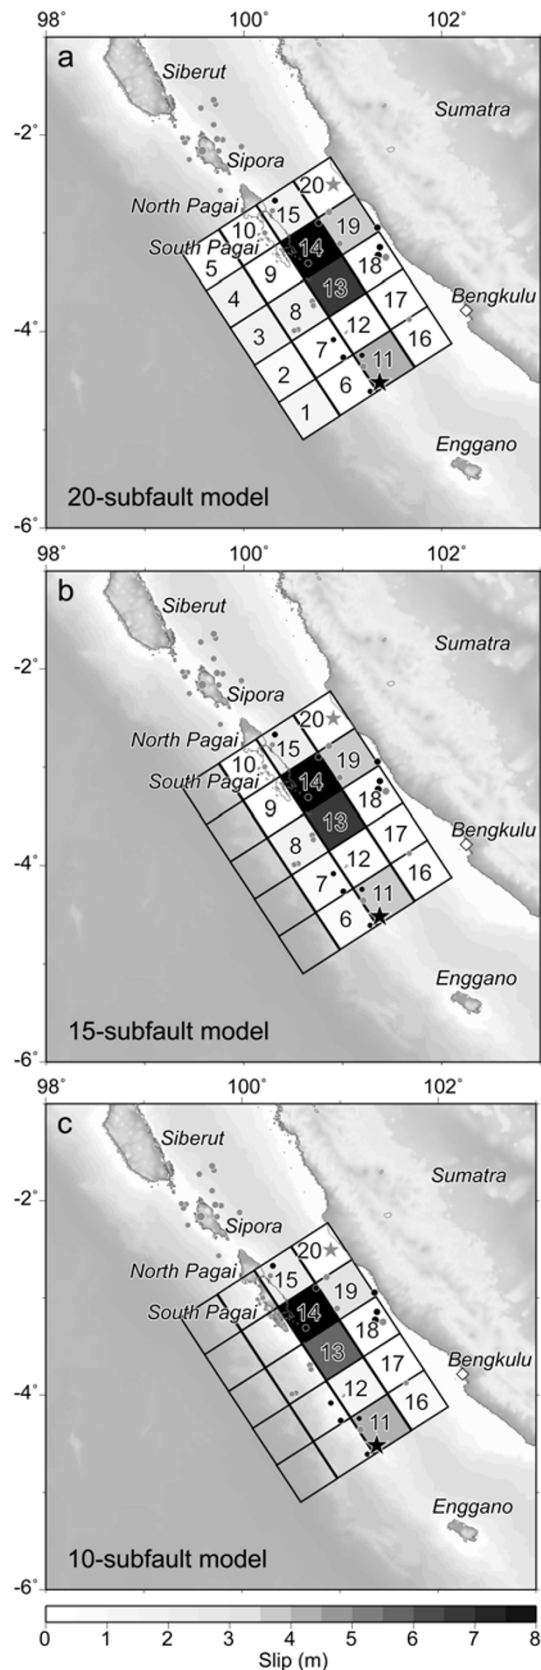 98° 100° 102°
a
Siberut
Sumatra
-2°
Sipora
20
North Pagai
15
10
19
South Pagai
14
5
9
18
13
4
17
Bengkulu
8
3
12
16
-4°
7
11
2
6
1
Enggano
20-subfault model
-6°
98° 100° 102°
b
Siberut
Sumatra
-2°
Sipora
20
North Pagai
15
10
19
South Pagai
14
9
18
13
17
Bengkulu
8
12
16
-4°
7
11
6
Enggano
15-subfault model
-6°
98° 100° 102°
c
Siberut
Sumatra
-2°
Sipora
20
North Pagai
15
19
South Pagai
14
18
13
17
Bengkulu
12
16
-4°
11
Enggano
10-subfault model
-6°
0 1 2 3 4 5 6 7 8
Slip (m)